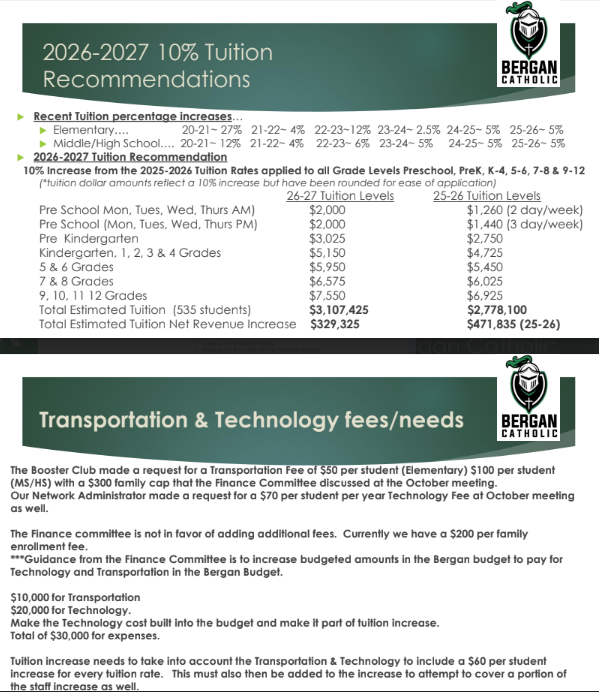 2026-2027 10% Tuition
Recommendations
BERGAN
CATHOLIC
Recent Tuition percentage increases…
Elementary…. 20-21~ 27% 21-22~ 4% 22-23~12% 23-24~ 2.5% 24-25~ 5% 25-26~ 5%
Middle/High School…. 20-21~ 12% 21-22~ 4% 22-23~ 6% 23-24~ 5% 24-25~ 5% 25-26~ 5%
2026-2027 Tuition Recommendation
10% Increase from the 2025-2026 Tuition Rates applied to all Grade Levels Preschool, PreK, K-4, 5-6, 7-8 & 9-12
(*tuition dollar amounts reflect a 10% increase but have been rounded for ease of application)
26-27 Tuition Levels 25-26 Tuition Levels
Pre School Mon, Tues, Wed, Thurs AM) $2,000 $1,260 (2 day/week)
Pre School (Mon, Tues, Wed, Thurs PM) $2,000 $1,440 (3 day/week)
Pre Kindergarten $3,025 $2,750
Kindergarten, 1, 2, 3 & 4 Grades $5,150 $4,725
5 & 6 Grades $5,950 $5,450
7 & 8 Grades $6,575 $6,025
9, 10, 11 12 Grades $7,550 $6,925
Total Estimated Tuition (535 students) $3,107,425 $2,778,100
Total Estimated Tuition Net Revenue Increase $329,325 $471,835 (25-26)
Transportation & Technology fees/needs
BERGAN
CATHOLIC
The Booster Club made a request for a Transportation Fee of $50 per student (Elementary) $100 per student
(MS/HS) with a $300 family cap that the Finance Committee discussed at the October meeting.
Our Network Administrator made a request for a $70 per student per year Technology Fee at October meeting
as well.
The Finance committee is not in favor of adding additional fees. Currently we have a $200 per family
enrollment fee.
***Guidance from the Finance Committee is to increase budgeted amounts in the Bergan budget to pay for
Technology and Transportation in the Bergan Budget.
$10,000 for Transportation
$20,000 for Technology.
Make the Technology cost built into the budget and make it part of tuition increase.
Total of $30,000 for expenses.
Tuition increase needs to take into account the Transportation & Technology to include a $60 per student
increase for every tuition rate. This must also then be added to the increase to attempt to cover a portion of
the staff increase as well.